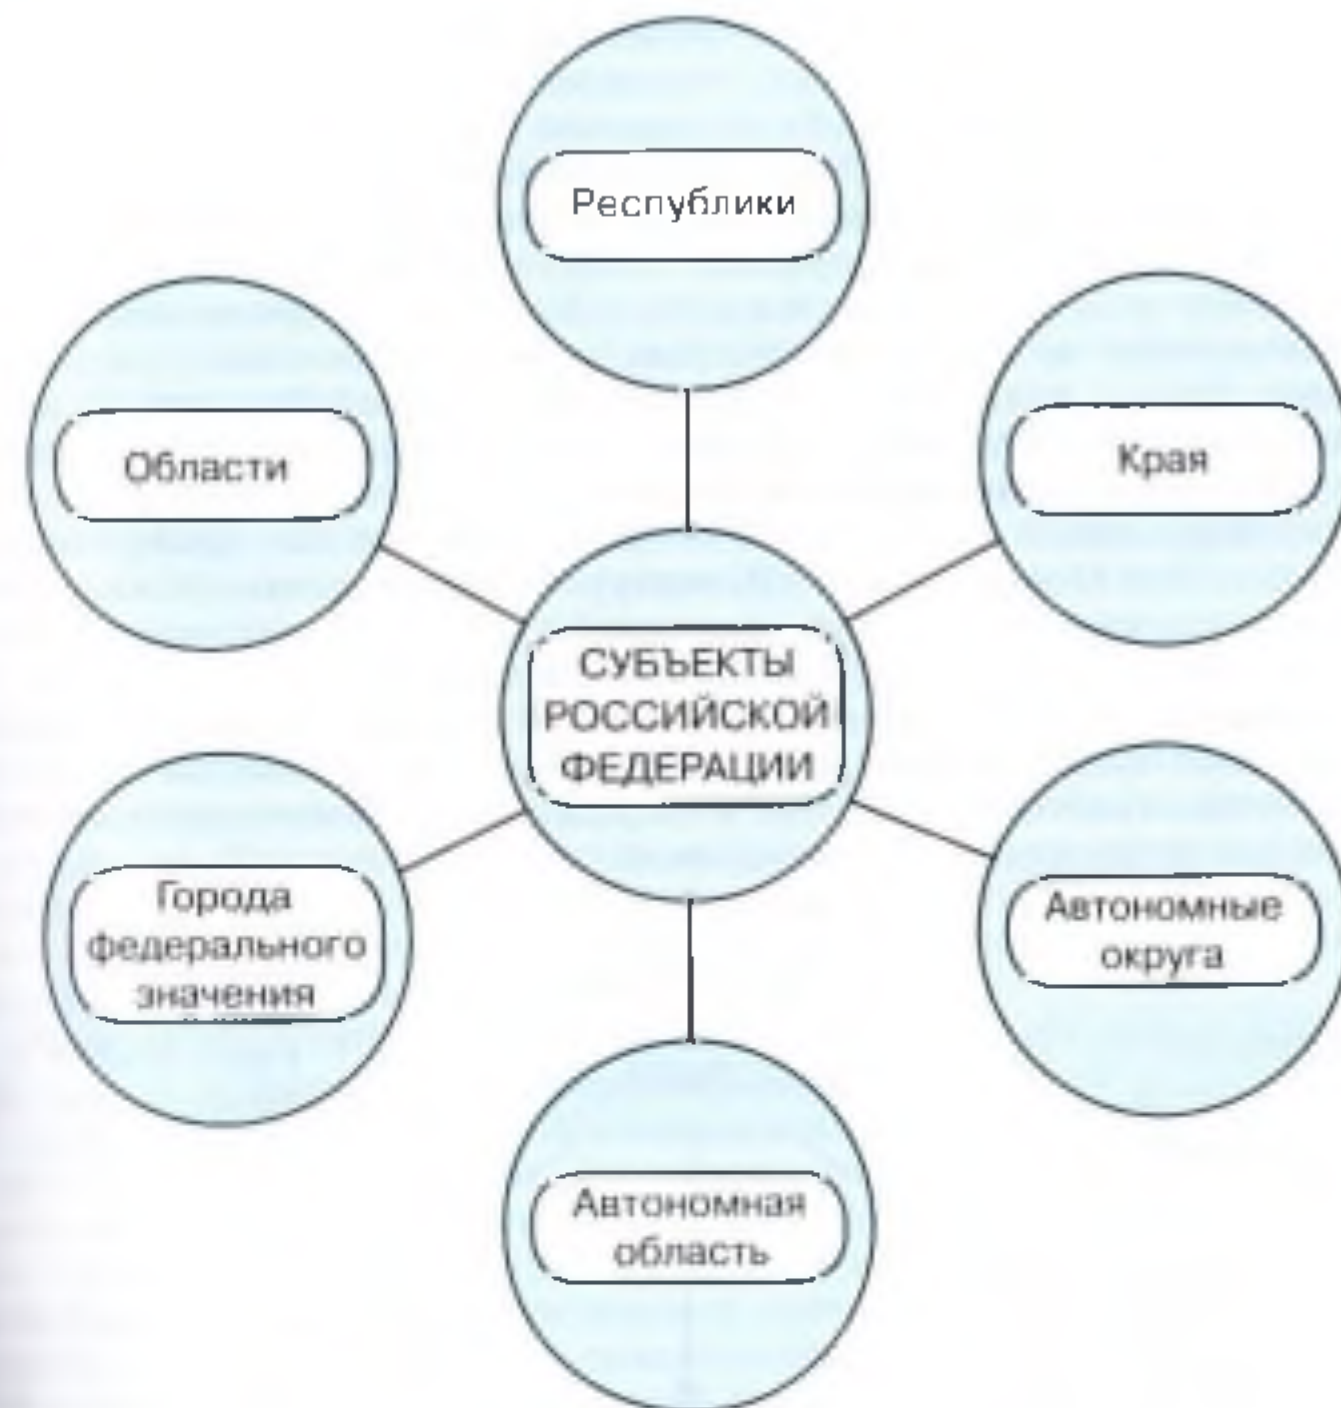 Республики
Области
Края
СУБЪЕКТЫ
РОССИЙСКОЙ
ФЕДЕРАЦИИ
Города
федерального
значения
Автономные
округа
Автономная
область